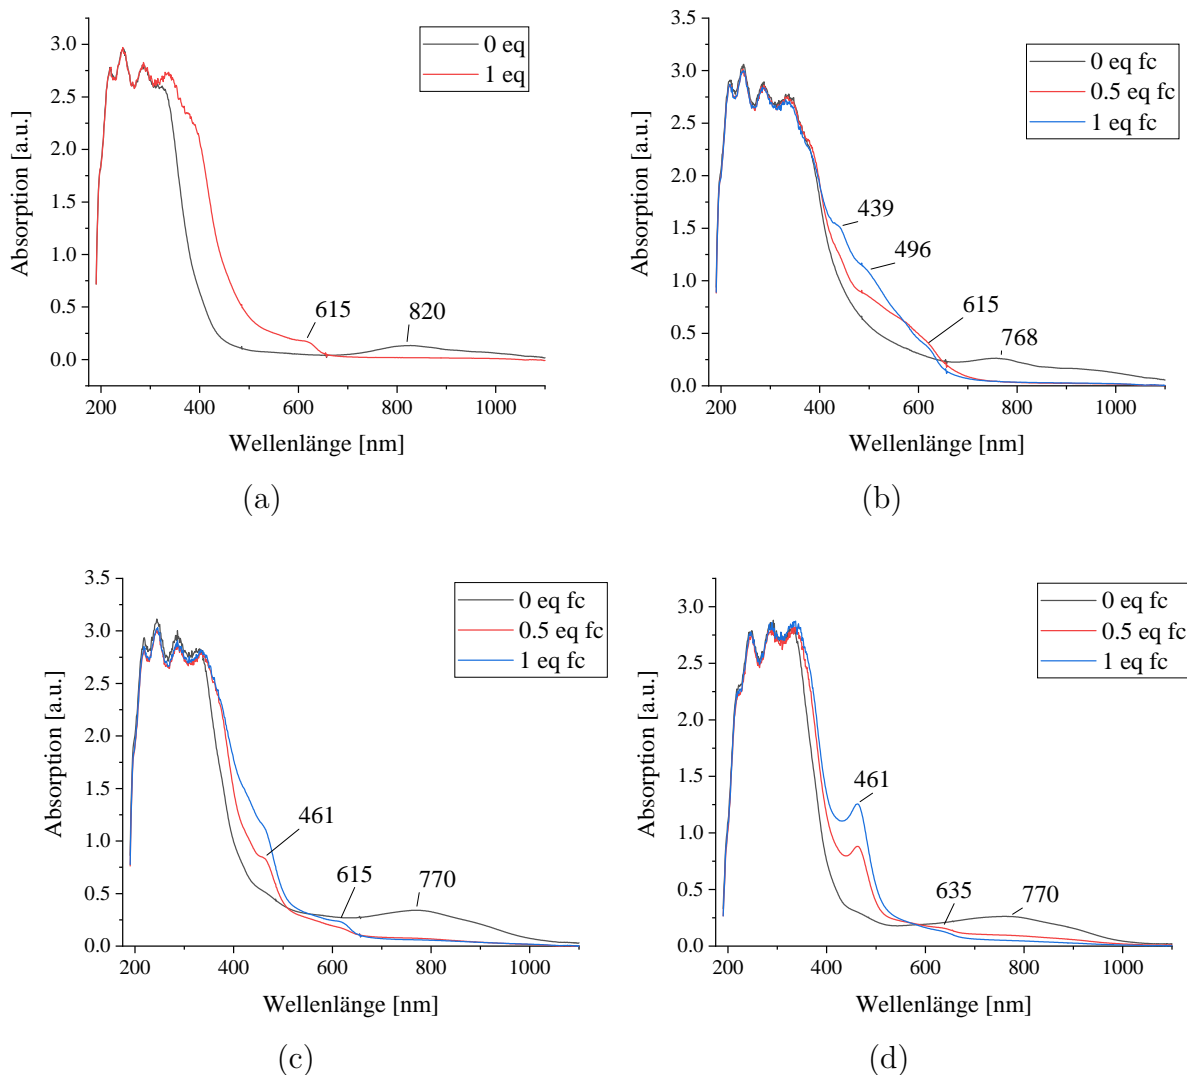 Absorption [a.u.]
3.0
2.5
2.0
1.5
1.0
0.5
0.0
0 eq
1 eq
615
820
200
400
600
800
1000
Wellenlänge [nm]
(a)
Absorption [a.u.]
3.5
3.0
2.5
2.0
1.5
1.0
0.5
0.0
0 eq fc
0.5 eq fc
1 eq fc
439
496
615
768
200
400
600
800
1000
Wellenlänge [nm]
(b)
Absorption [a.u.]
3.5
3.0
2.5
2.0
1.5
1.0
0.5
0.0
0 eq fc
0.5 eq fc
1 eq fc
461
615
770
200
400
600
800
1000
Wellenlänge [nm]
(c)
Absorption [a.u.]
3.0
2.5
2.0
1.5
1.0
0.5
0.0
0 eq fc
0.5 eq fc
1 eq fc
461
635
770
200
400
600
800
1000
Wellenlänge [nm]
(d)